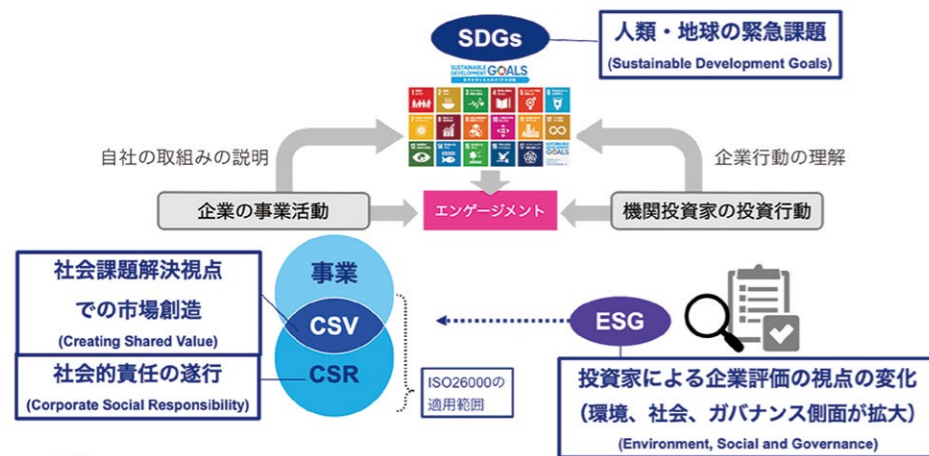 SDGs
人類・地球の緊急課題
(Sustainable Development Goals)
SUSTAINABLE
DEVELOPMENT GOALS
自社の取組みの説明
企業行動の理解
企業の事業活動
エンゲージメント
機関投資家の投資行動
社会課題解決視点
での市場創造
(Creating Shared Value)
事業
CSV
CSR
社会的責任の遂行
(Corporate Social Responsibility)
ISO26000の
適用範囲
ESG
投資家による企業評価の視点の変化
（環境、社会、ガバナンス側面が拡大）
(Environment, Social and Governance)